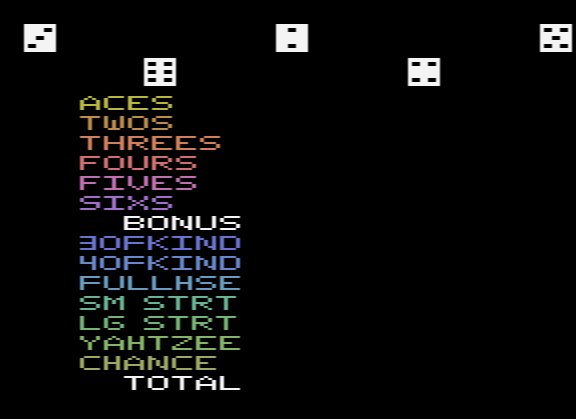 ACES
TWOS
THREES
FOURS
FIVES
SIXS
BONUS
3OFKIND
4OFKIND
FULLHSE
SM STRT
LG STRT
YAHTZEE
CHANCE
TOTAL